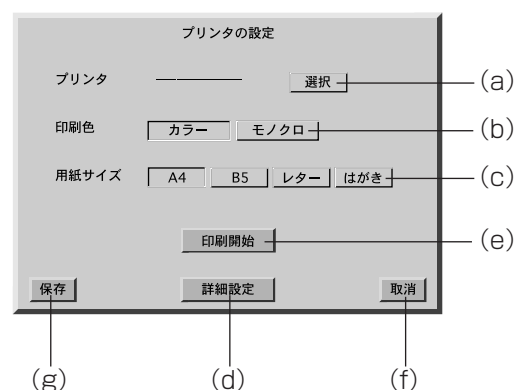 プリンタの設定
プリンタ 選択 (a)
印刷色 カラー モノクロ (b)
用紙サイズ A4 B5 レター はがき (c)
印刷開始 (e)
保存 詳細設定 取消
(g) (d) (f)